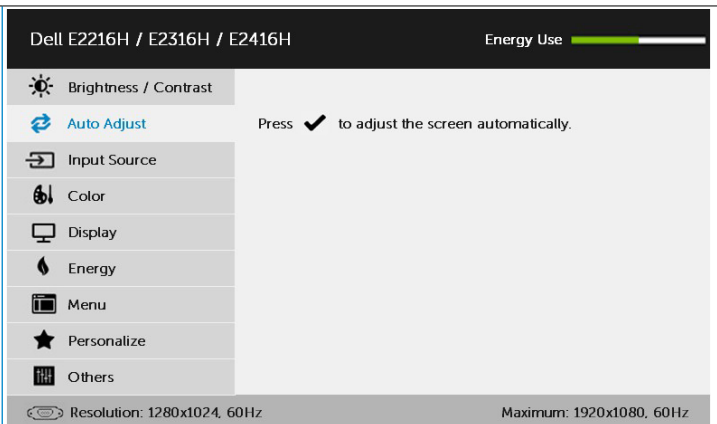 Dell E2216H / E2316H / E2416H Energy Use
Brightness / Contrast
Auto Adjust Press ✔ to adjust the screen automatically.
Input Source
Color
Display
Energy
Menu
Personalize
Others
Resolution: 1280x1024, 60Hz Maximum: 1920x1080, 60Hz